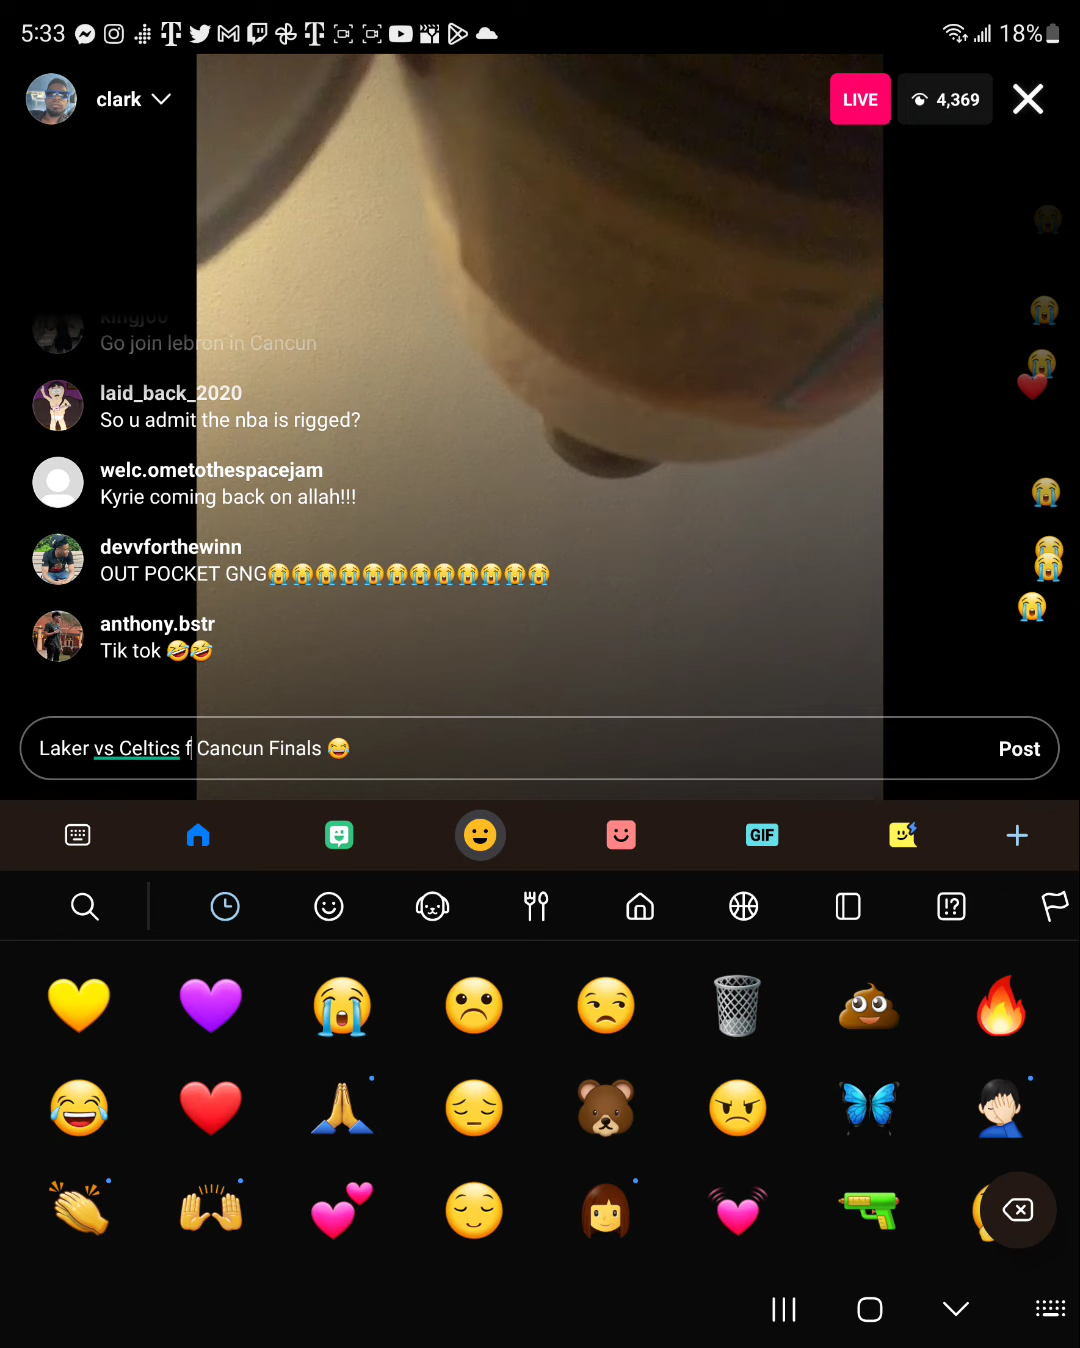 5:33
18%
clark
LIVE
4,369
kingj00
Go join lebron in Cancun
laid_back_2020
So u admit the nba is rigged?
welc.ometothespacejam
Kyrie coming back on allah!!!
devvforthewinn
OUT POCKET GNG😭😭😭😭😭😭😭😭😭😭😭😭
anthony.bstr
Tik tok 🤣🤣
Laker vs Celtics f Cancun Finals 😂
Post
GIF